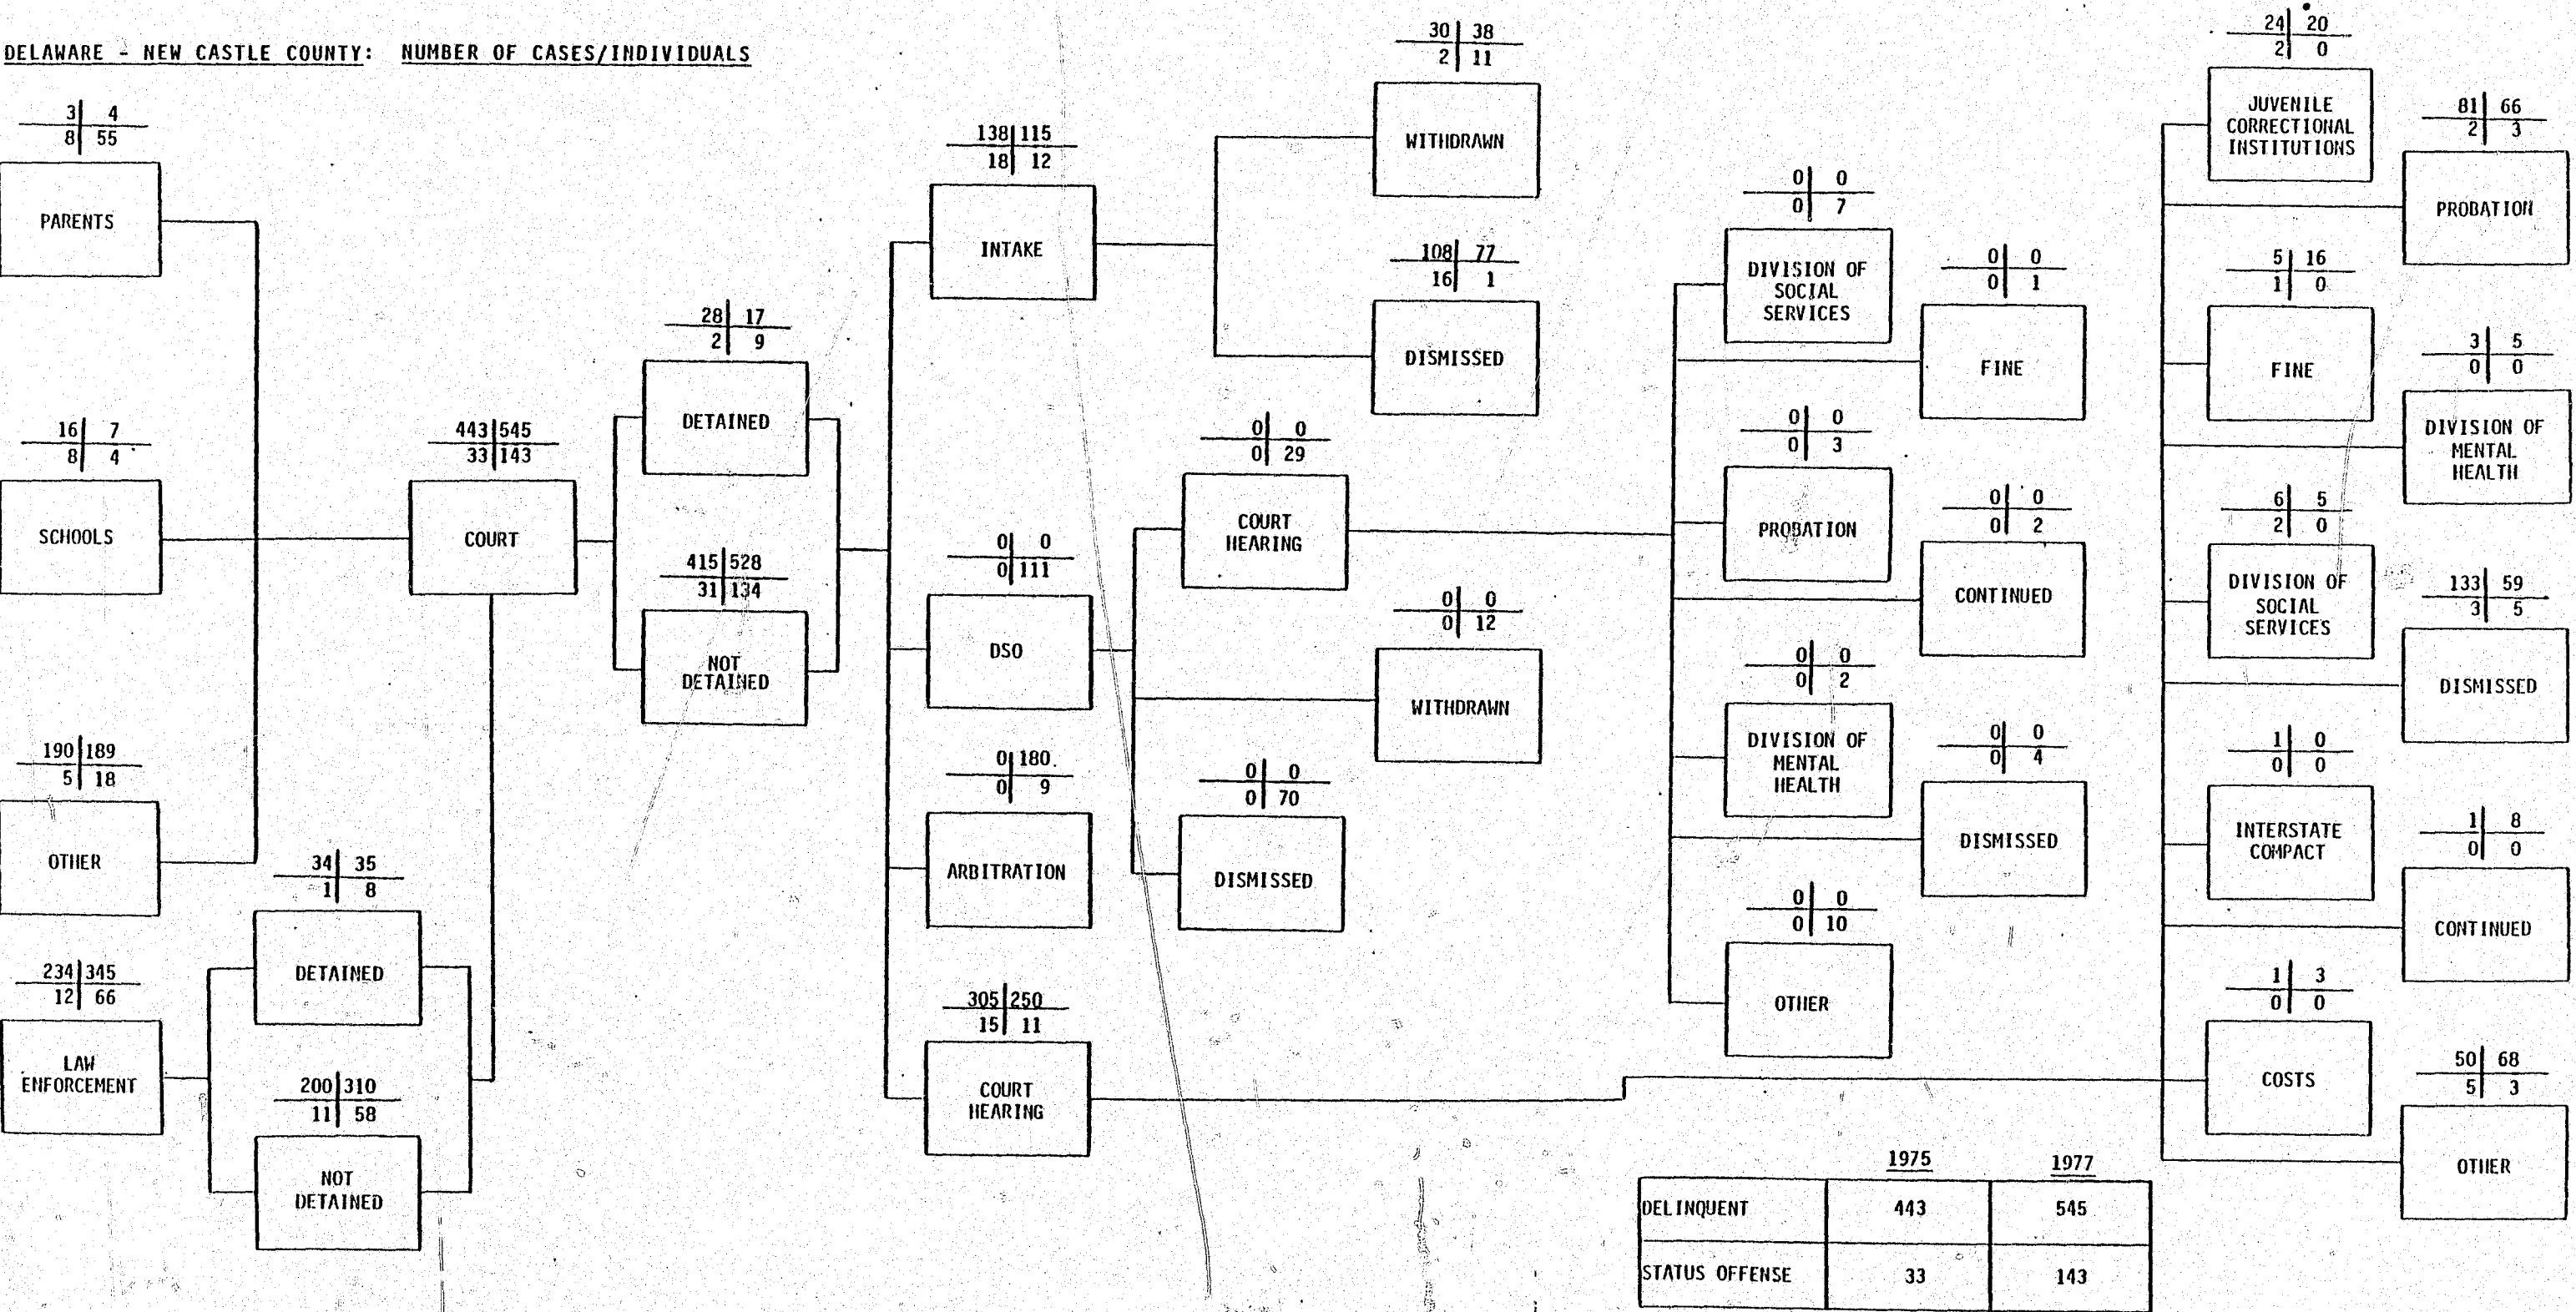 DELAWARE - NEW CASTLE COUNTY: NUMBER OF CASES/INDIVIDUALS
3 4
8 55
PARENTS
16 7
8 4
SCHOOLS
190 189
5 18
OTHER
234 345
12 66
LAW
ENFORCEMENT
34 35
1 8
DETAINED
200 310
11 58
NOT
DETAINED
443 545
33 143
COURT
28 17
2 9
DETAINED
415 528
31 134
NOT
DETAINED
138 115
18 12
INTAKE
0 0
0 111
DSO
0 180
0 9
ARBITRATION
305 250
15 11
COURT
HEARING
30 38
2 11
WITHDRAWN
108 77
16 1
DISMISSED
0 0
0 29
COURT
HEARING
0 0
0 12
WITHDRAWN
0 0
0 70
DISMISSED
0 0
0 7
DIVISION OF
SOCIAL
SERVICES
0 0
0 1
FINE
0 0
0 3
PROBATION
0 0
0 2
CONTINUED
0 0
0 2
DIVISION OF
MENTAL
HEALTH
0 0
0 4
DISMISSED
0 0
0 10
OTHER
24 20
2 0
JUVENILE
CORRECTIONAL
INSTITUTIONS
81 66
2 3
PROBATION
5 16
1 0
FINE
3 5
0 0
DIVISION OF
MENTAL
HEALTH
6 5
2 0
DIVISION OF
SOCIAL
SERVICES
133 59
3 5
DISMISSED
1 0
0 0
INTERSTATE
COMPACT
1 8
0 0
CONTINUED
1 3
0 0
COSTS
50 68
5 3
OTHER
1975 1977
DELINQUENT 443 545
STATUS OFFENSE 33 143